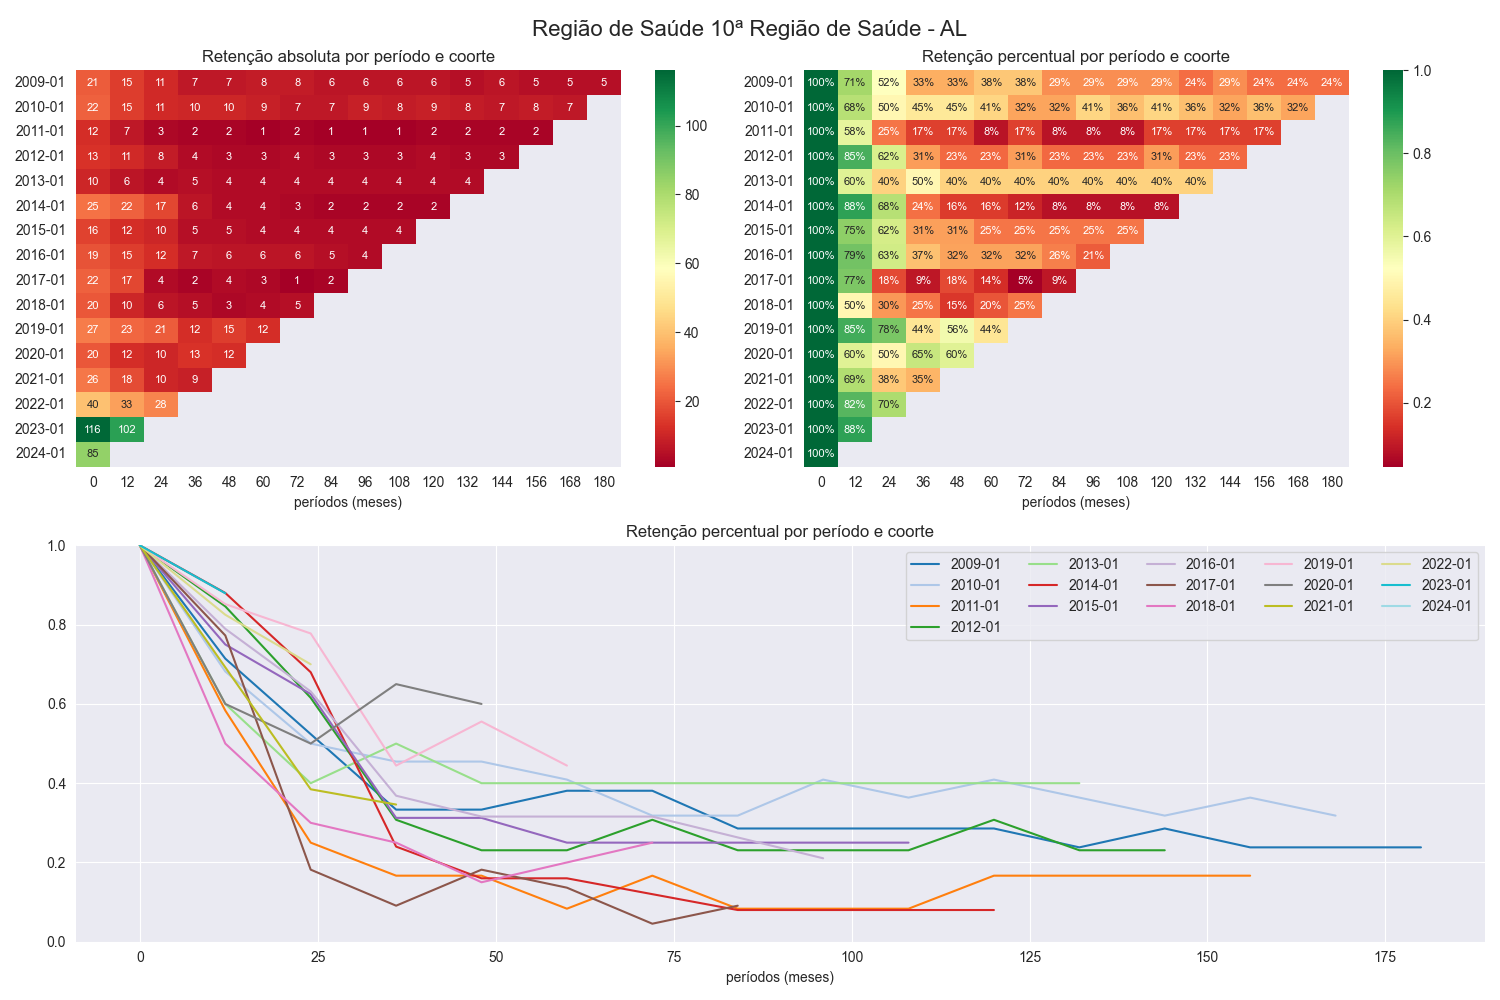 Região de Saúde 10ª Região de Saúde - AL
Retenção absoluta por período e coorte
2009-01 21 15 11 7 7 8 8 6 6 6 6 5 6 5 5 5
2010-01 22 15 11 10 10 9 7 7 9 8 9 8 7 8 7
2011-01 12 7 3 2 2 1 2 1 1 1 2 2 2 2
2012-01 13 11 8 4 3 3 4 3 3 3 4 3 3
2013-01 10 6 4 5 4 4 4 4 4 4 4 4
2014-01 25 22 17 6 4 4 3 2 2 2 2
2015-01 16 12 10 5 5 4 4 4 4 4
2016-01 19 15 12 7 6 6 6 5 4
2017-01 22 17 4 2 4 3 1 2
2018-01 20 10 6 5 3 4 5
2019-01 27 23 21 12 15 12
2020-01 20 12 10 13 12
2021-01 26 18 10 9
2022-01 40 33 28
2023-01 116 102
2024-01 85
0 12 24 36 48 60 72 84 96 108 120 132 144 156 168 180
períodos (meses)
100
80
60
40
20
Retenção percentual por período e coorte
2009-01 100% 71% 52% 33% 33% 38% 38% 29% 29% 29% 29% 24% 29% 24% 24% 24%
2010-01 100% 68% 50% 45% 45% 41% 32% 32% 41% 36% 41% 36% 32% 36% 32%
2011-01 100% 58% 25% 17% 17% 8% 17% 8% 8% 8% 17% 17% 17% 17%
2012-01 100% 85% 62% 31% 23% 23% 31% 23% 23% 23% 31% 23% 23%
2013-01 100% 60% 40% 50% 40% 40% 40% 40% 40% 40% 40% 40%
2014-01 100% 88% 68% 24% 16% 16% 12% 8% 8% 8% 8%
2015-01 100% 75% 62% 31% 31% 25% 25% 25% 25% 25%
2016-01 100% 79% 63% 37% 32% 32% 32% 26% 21%
2017-01 100% 77% 18% 9% 18% 14% 5% 9%
2018-01 100% 50% 30% 25% 15% 20% 25%
2019-01 100% 85% 78% 44% 56% 44%
2020-01 100% 60% 50% 65% 60%
2021-01 100% 69% 38% 35%
2022-01 100% 82% 70%
2023-01 100% 88%
2024-01 100%
0 12 24 36 48 60 72 84 96 108 120 132 144 156 168 180
períodos (meses)
1.0
0.8
0.6
0.4
0.2
Retenção percentual por período e coorte
1.0
0.8
0.6
0.4
0.2
0.0
2009-01 2013-01 2016-01 2019-01 2022-01
2010-01 2014-01 2017-01 2020-01 2023-01
2011-01 2015-01 2018-01 2021-01 2024-01
2012-01
0 25 50 75 100 125 150 175
períodos (meses)